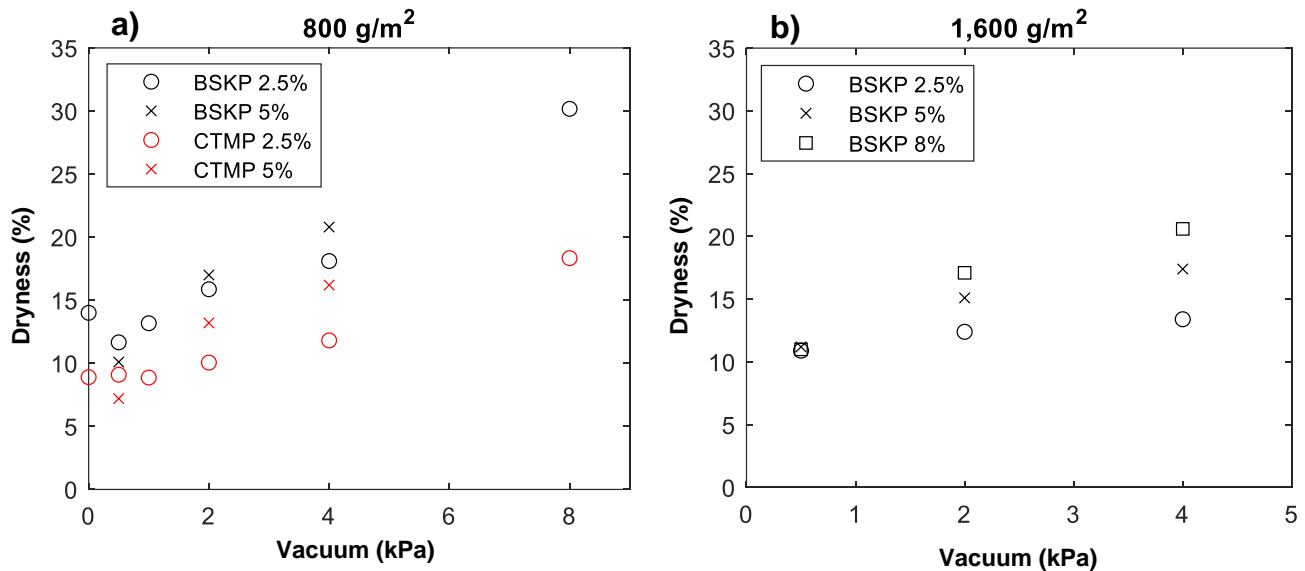 a) 800 g/m²
35
30
25
20
15
10
5
0
Dryness (%)
BSKP 2.5%
BSKP 5%
CTMP 2.5%
CTMP 5%
0 2 4 6 8
Vacuum (kPa)
b) 1,600 g/m²
35
30
25
20
15
10
5
0
Dryness (%)
BSKP 2.5%
BSKP 5%
BSKP 8%
0 1 2 3 4 5
Vacuum (kPa)